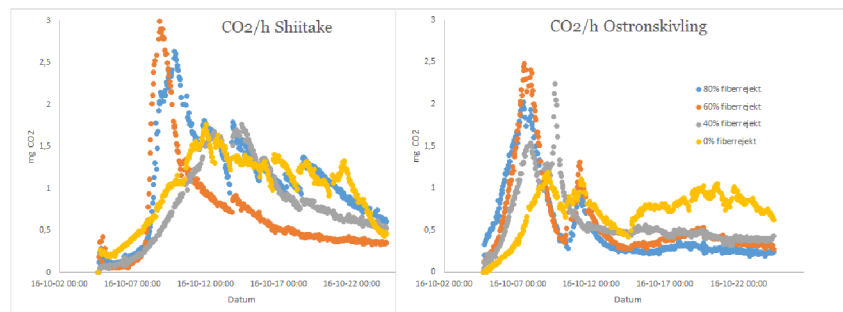 CO2/h Shiitake
3
2,5
2
1,5
1
0,5
0
mg CO2
16-10-02 00:00
16-10-07 00:00
16-10-12 00:00
16-10-17 00:00
16-10-22 00:00
Datum
CO2/h Ostronskivling
3
2,5
2
1,5
1
0,5
0
mg CO2
16-10-02 00:00
16-10-07 00:00
16-10-12 00:00
16-10-17 00:00
16-10-22 00:00
Datum
80% fiberrejekt
60% fiberrejekt
40% fiberrejekt
0% fiberrejekt